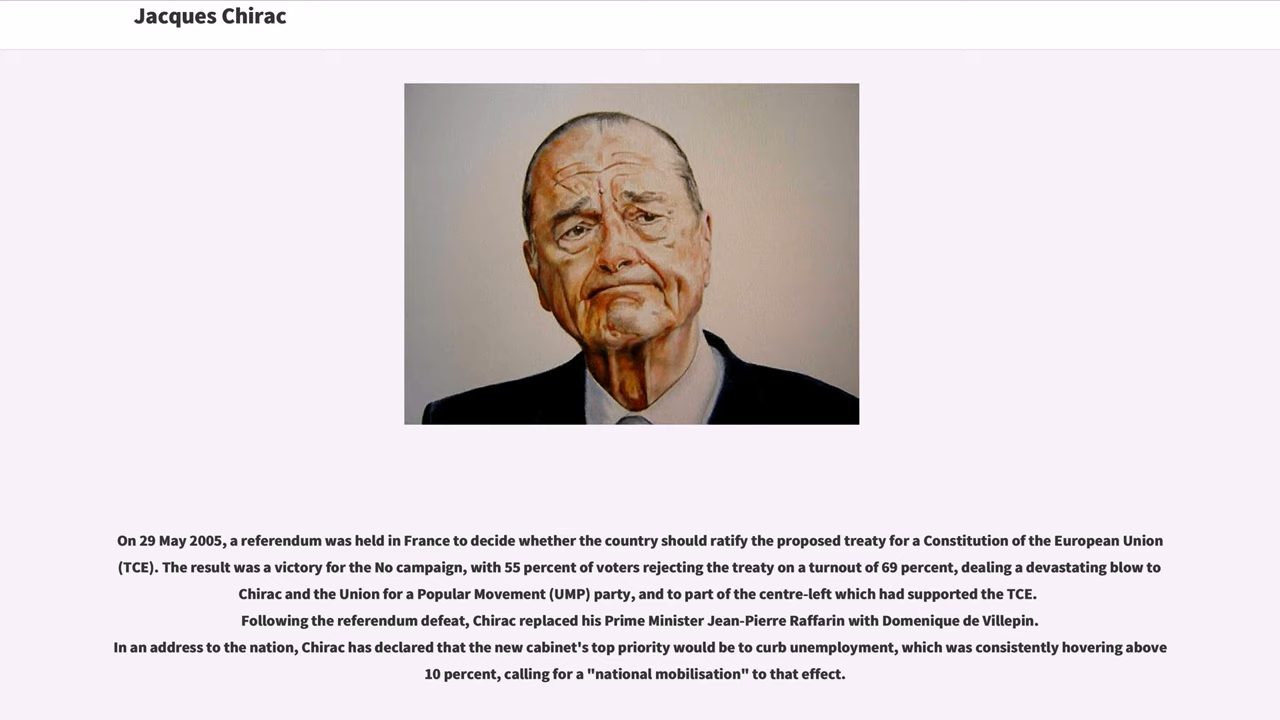 Jacques Chirac
On 29 May 2005, a referendum was held in France to decide whether the country should ratify the proposed treaty for a Constitution of the European Union
(TCE). The result was a victory for the No campaign, with 55 percent of voters rejecting the treaty on a turnout of 69 percent, dealing a devastating blow to
Chirac and the Union for a Popular Movement (UMP) party, and to part of the centre-left which had supported the TCE.
Following the referendum defeat, Chirac replaced his Prime Minister Jean-Pierre Raffarin with Domenique de Villepin.
In an address to the nation, Chirac has declared that the new cabinet's top priority would be to curb unemployment, which was consistently hovering above
10 percent, calling for a "national mobilisation" to that effect.